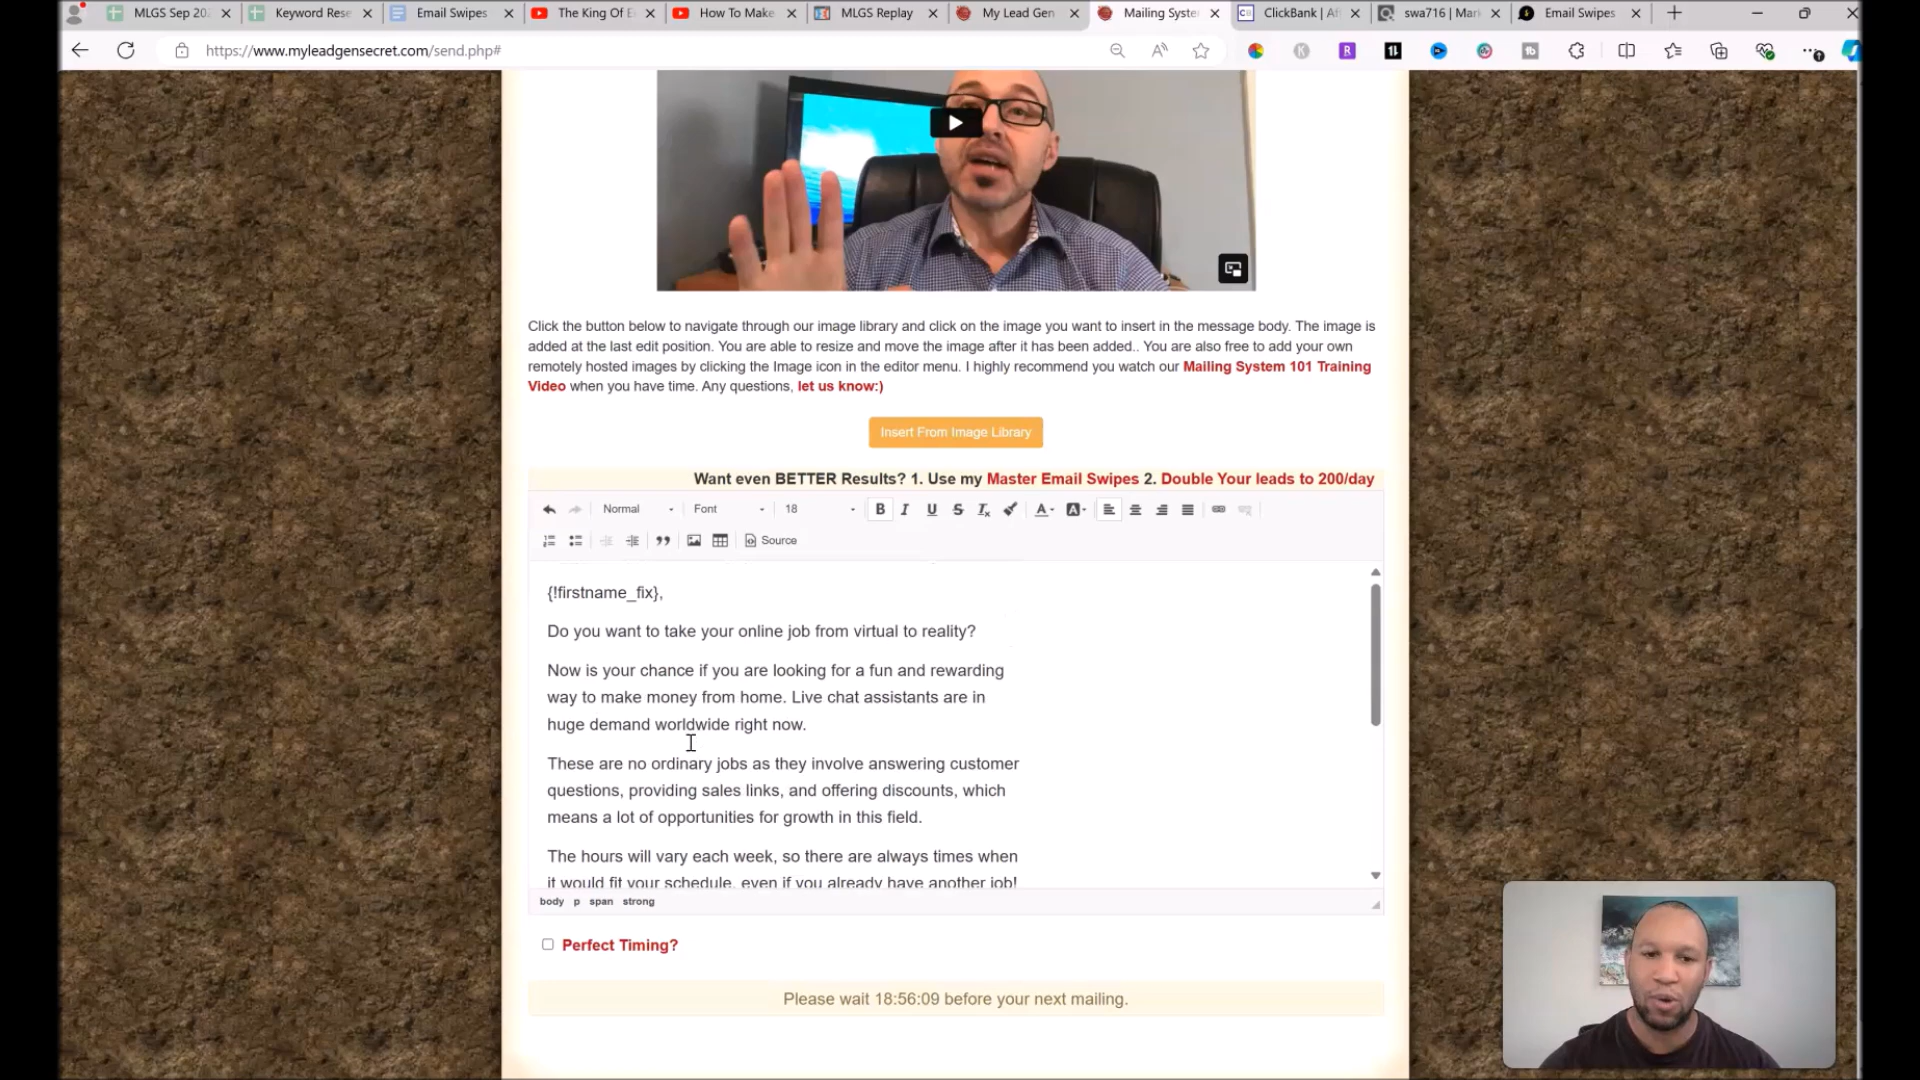 MLGS Sep 20
Keyword Rese
Email Swipes
The King Of E
How To Make
MLGS Replay
My Lead Gen
Mailing Syste
ClickBank | Af
swa716 | Mar
Email Swipes
https://www.myleadgensecret.com/send.php#
Click the button below to navigate through our image library and click on the image you want to insert in the message body. The image is
added at the last edit position. You are able to resize and move the image after it has been added.. You are also free to add your own
remotely hosted images by clicking the Image icon in the editor menu. I highly recommend you watch our Mailing System 101 Training
Video when you have time. Any questions, let us know:)
Insert From Image Library
Want even BETTER Results? 1. Use my Master Email Swipes 2. Double Your leads to 200/day
Normal Font 18
Source
{!firstname_fix},
Do you want to take your online job from virtual to reality?
Now is your chance if you are looking for a fun and rewarding
way to make money from home. Live chat assistants are in
huge demand worldwide right now.
These are no ordinary jobs as they involve answering customer
questions, providing sales links, and offering discounts, which
means a lot of opportunities for growth in this field.
The hours will vary each week, so there are always times when
it would fit your schedule, even if you already have another job!
body p span strong
Perfect Timing?
Please wait 18:56:09 before your next mailing.